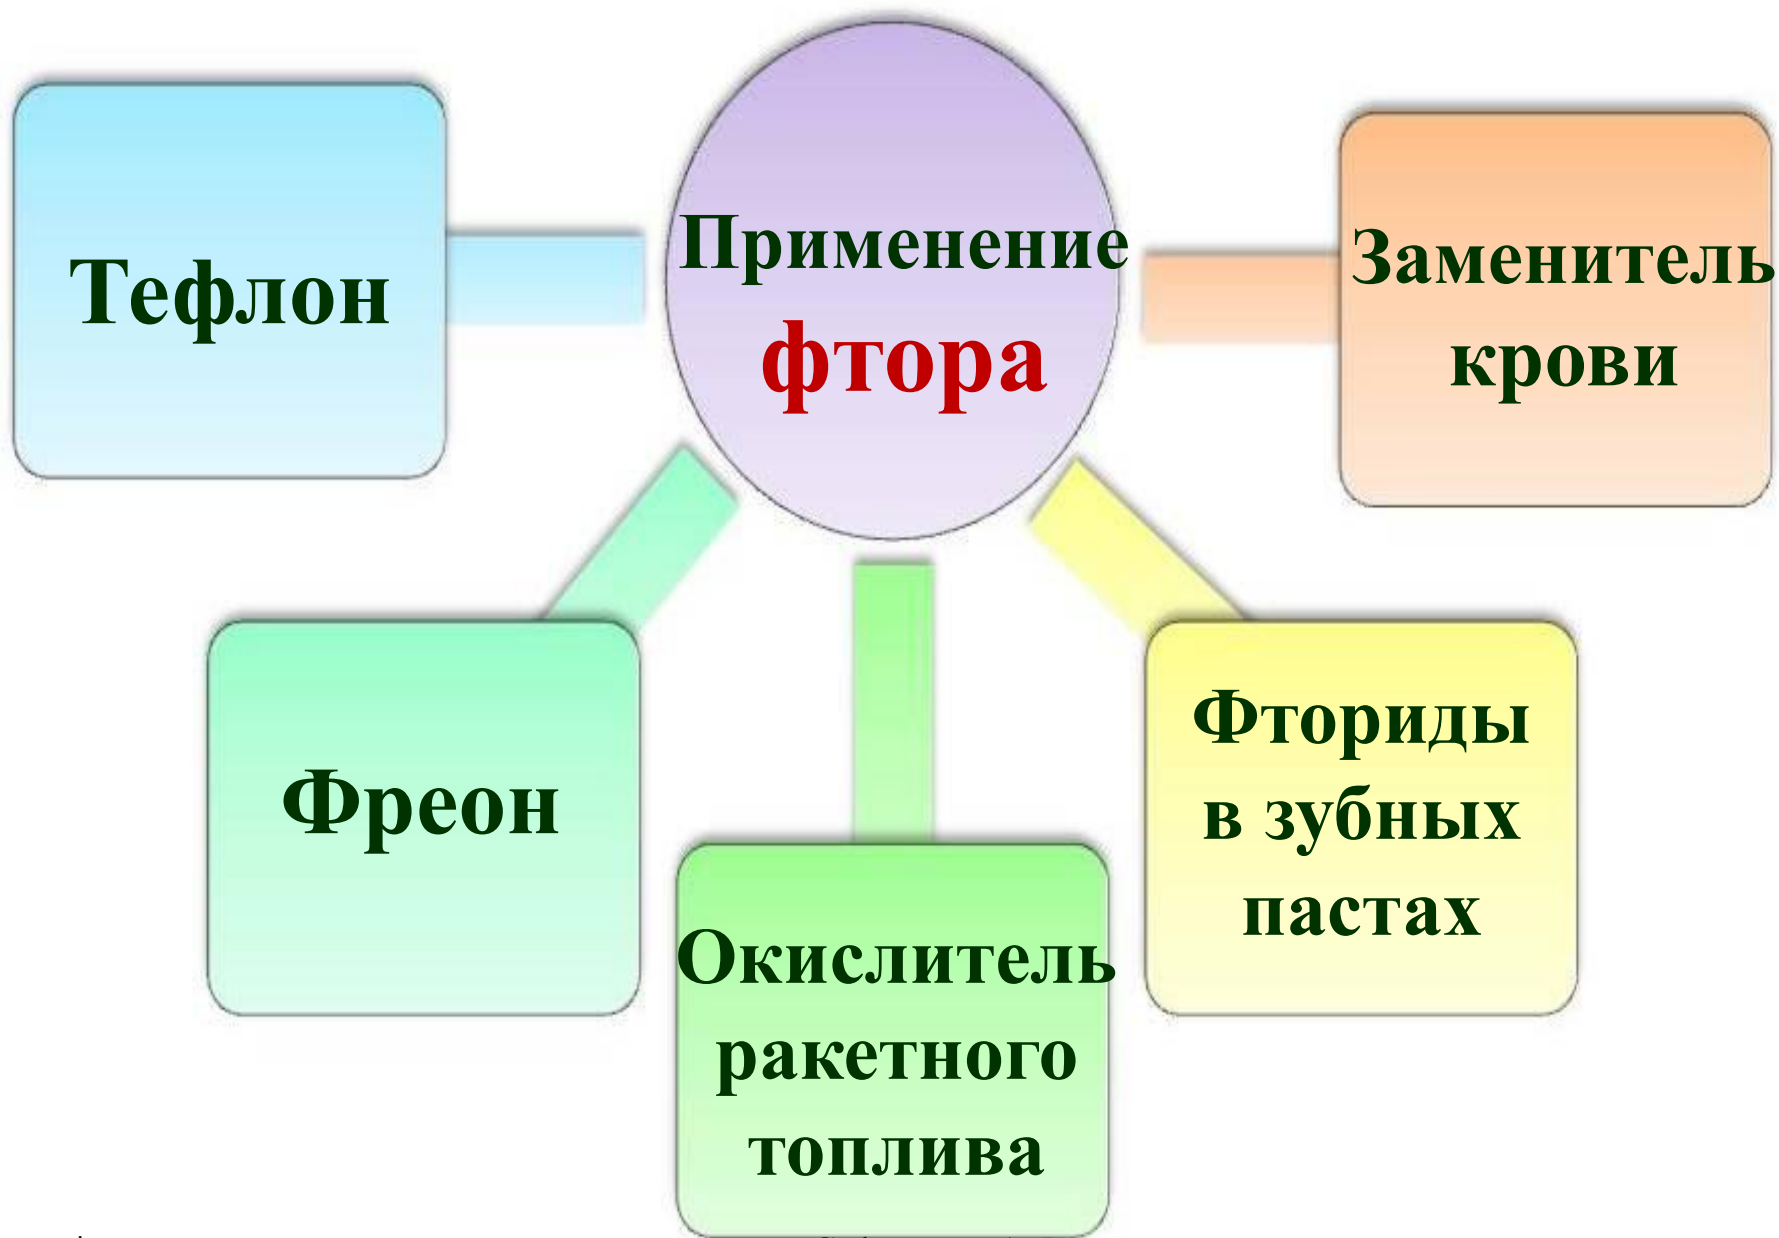 Применение
фтора
Тефлон
Заменитель
крови
Фреон
Окислитель
ракетного
топлива
Фториды
в зубных
пастах